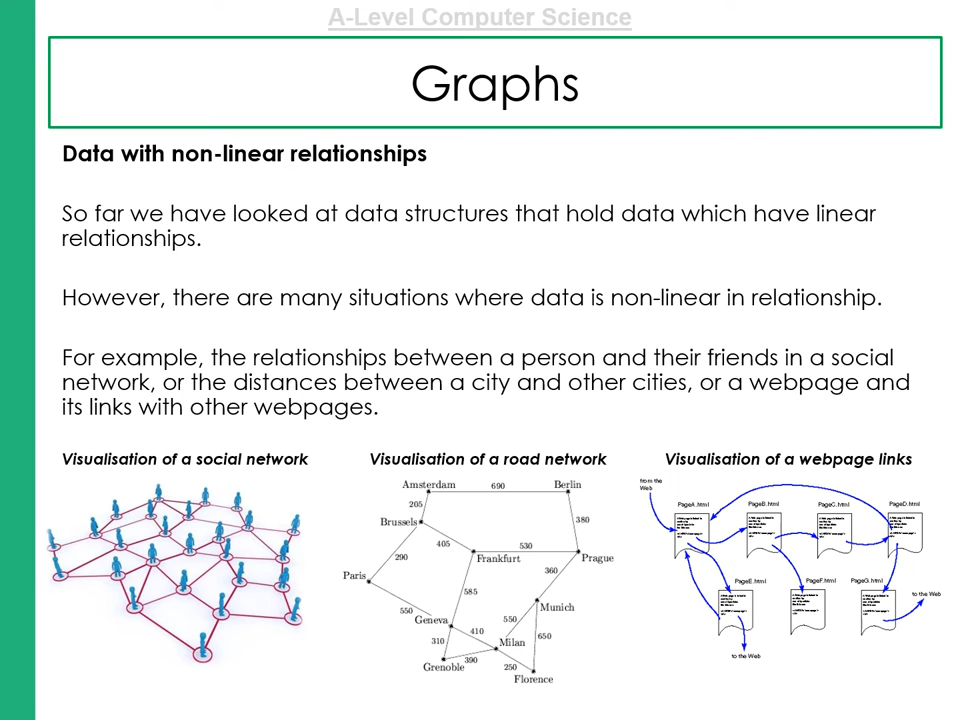 A-Level Computer Science
Graphs
Data with non-linear relationships
So far we have looked at data structures that hold data which have linear
relationships.
However, there are many situations where data is non-linear in relationship.
For example, the relationships between a person and their friends in a social
network, or the distances between a city and other cities, or a webpage and
its links with other webpages.
Visualisation of a social network
Visualisation of a road network
Amsterdam
690
Berlin
205
Brussels
380
405
530
290
Frankfurt
Prague
360
Paris
585
550
Munich
Geneva
550
410
650
310
Milan
Grenoble
390
250
Florence
Visualisation of a webpage links
from the
Web
PageA.html
PageB.html
PageC.html
PageD.html
PageE.html
PageF.html
PageG.html
to the Web
to the Web